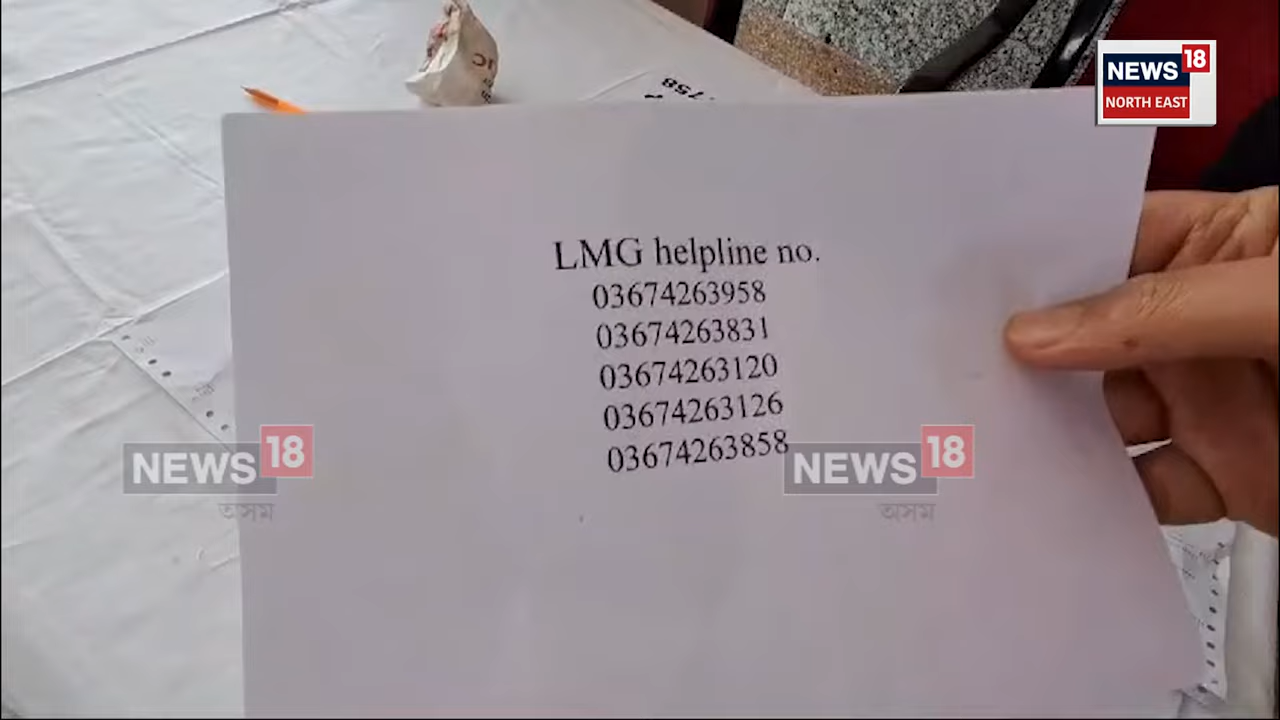 NEWS 18
NORTH EAST
LMG helpline no.
03674263958
03674263831
03674263120
03674263126
03674263858
NEWS 18
অসম
NEWS 18
অসম